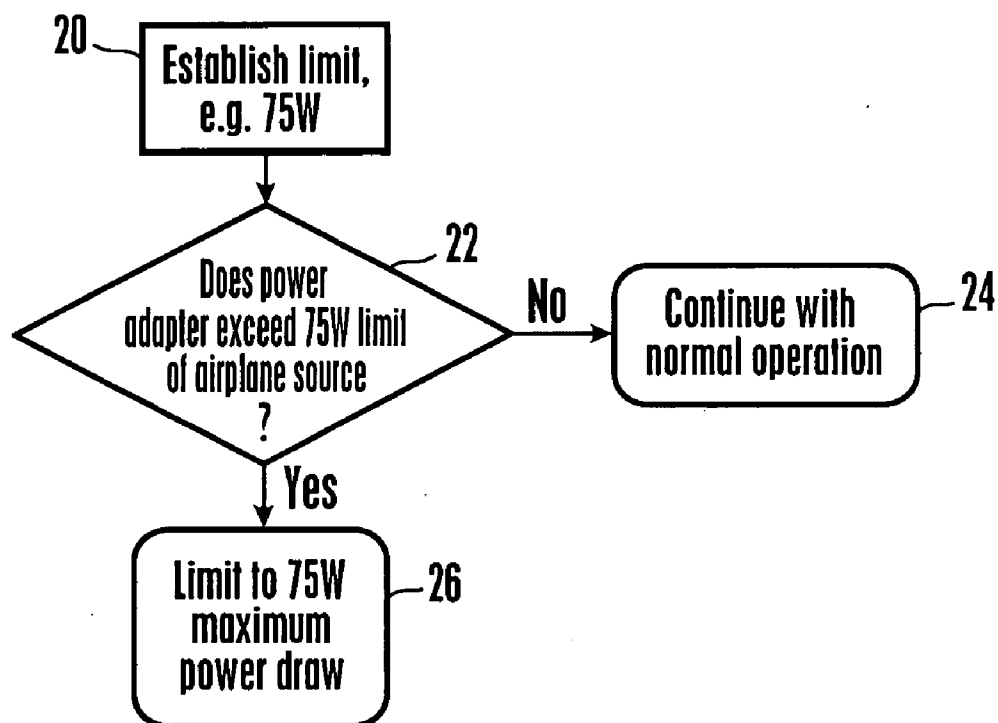 20
Establish limit,
e.g. 75W
22
Does power
adapter exceed 75W limit
of airplane source
?
No
Continue with
normal operation
24
Yes
Limit to 75W
maximum
power draw
26